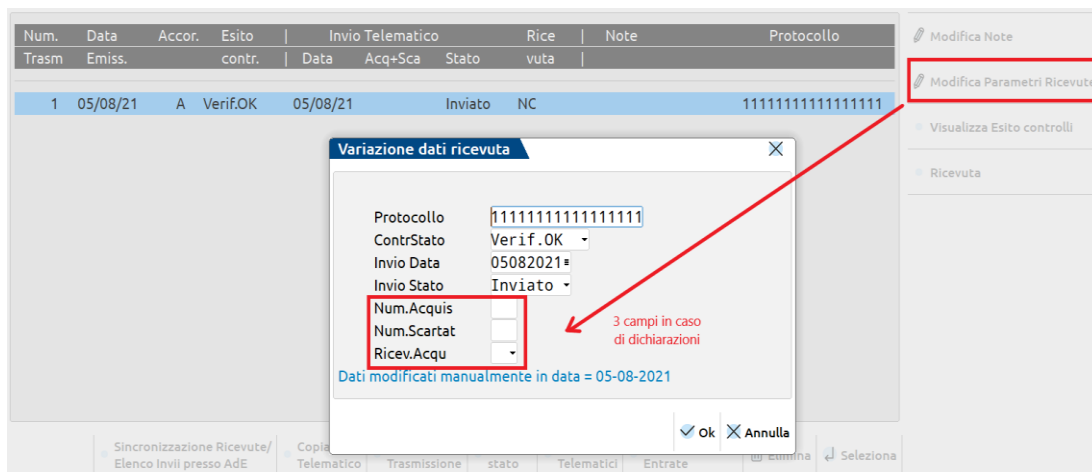 Num. Data Accor. Esito | Invio Telematico Rice | Note Protocollo
Trasm Emiss. contr. | Data Acq+Sca Stato vuta |
1 05/08/21 A Verif.OK 05/08/21 Inviato NC 11111111111111111
Modifica Note
Modifica Parametri Ricevute
Visualizza Esito controlli
Ricevuta
Variazione dati ricevuta
Protocollo 11111111111111111
ContrStato Verif.OK
Invio Data 05082021
Invio Stato Inviato
Num.Acquis
Num.Scartat
Ricev.Acqu
3 campi in caso
di dichiarazioni
Dati modificati manualmente in data = 05-08-2021
Ok Annulla
Sincronizzazione Ricevute/
Elenco Invii presso AdE
Copia
Telematico
Trasmissione
stato
Telematici
Entrate
Elimina
Seleziona